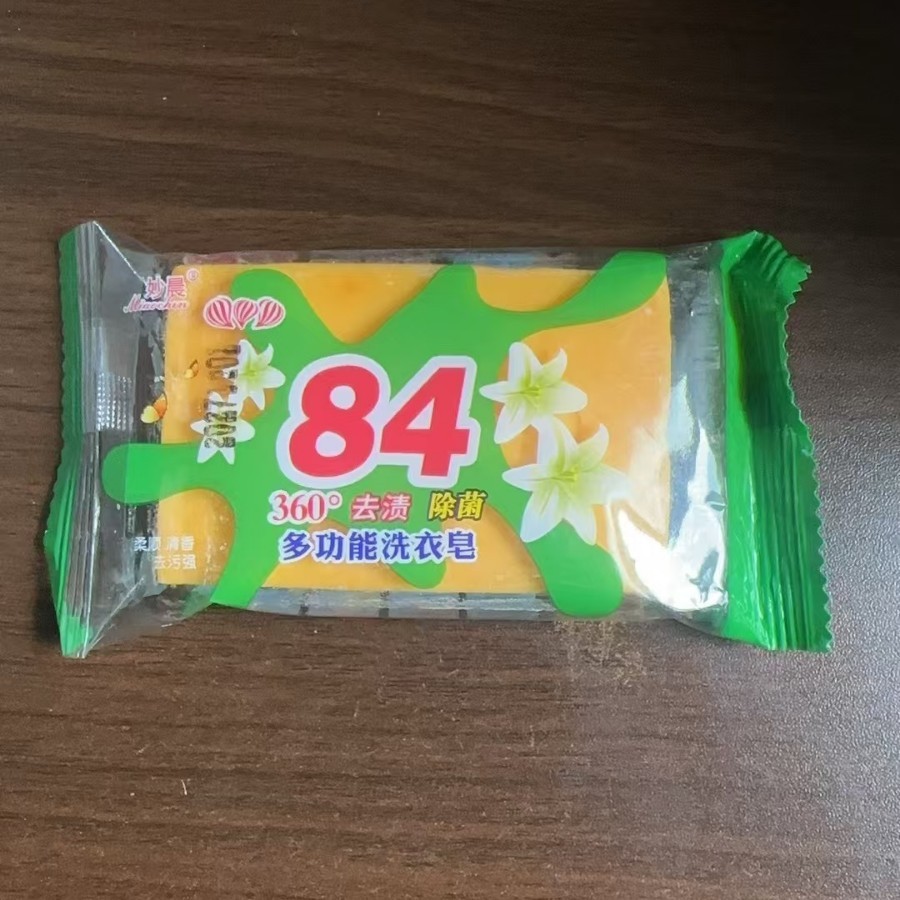 妙晨®
Miaochen
84
360° 去渍 除菌
多功能洗衣皂
柔顺 清香
去污强